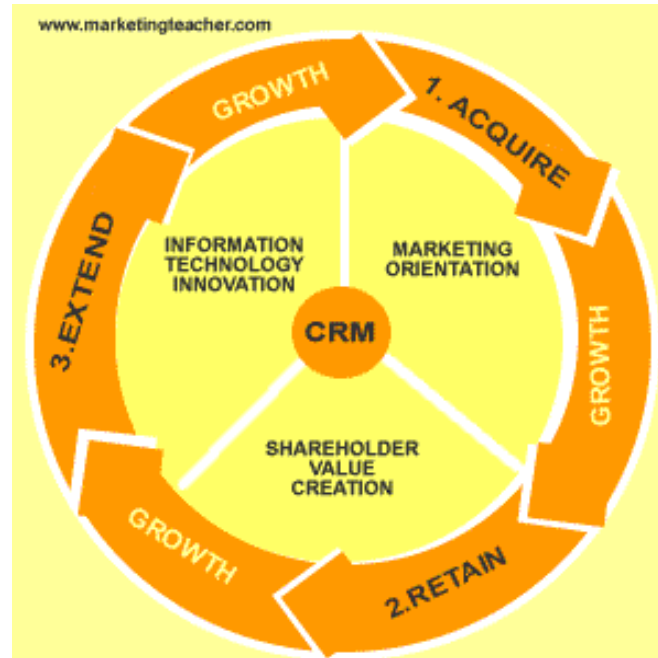 www.marketingteacher.com
GROWTH
1. ACQUIRE
INFORMATION
TECHNOLOGY
INNOVATION
MARKETING
ORIENTATION
3.EXTEND
CRM
GROWTH
SHAREHOLDER
VALUE
CREATION
GROWTH
2.RETAIN